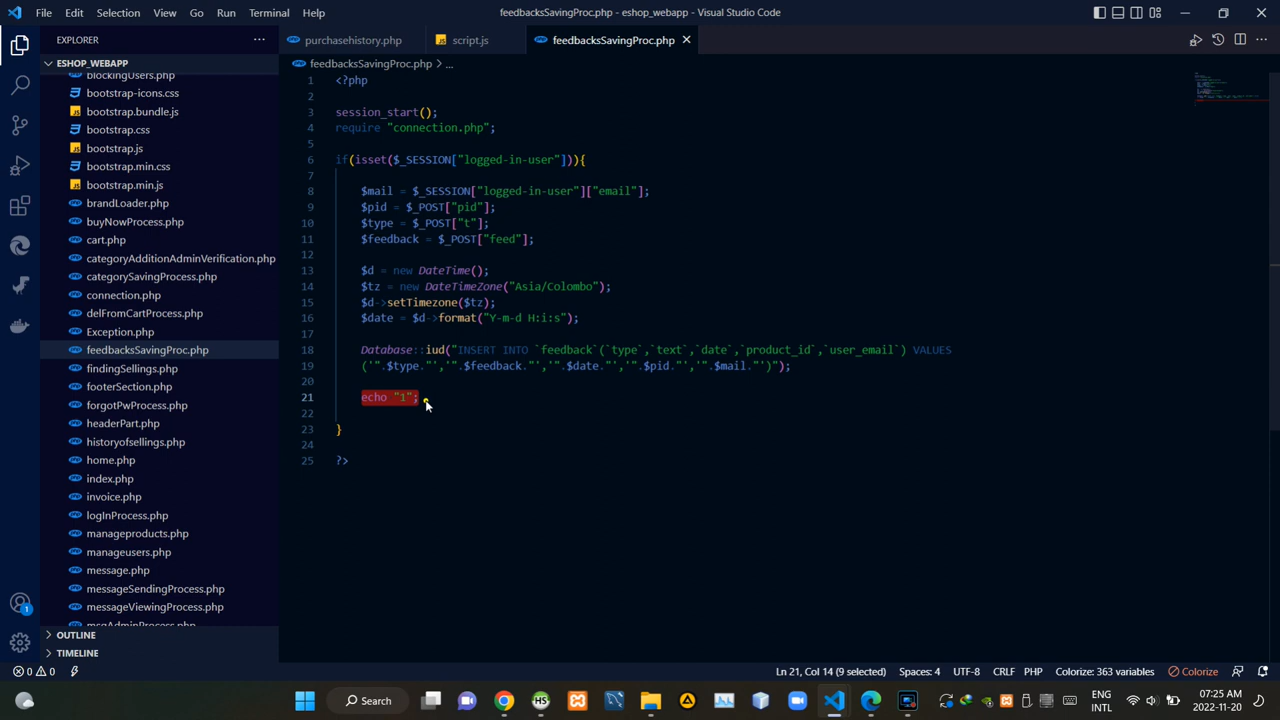 File Edit Selection View Go Run Terminal Help
feedbacksSavingProc.php - eshop_webapp - Visual Studio Code
EXPLORER
purchasehistory.php
script.js
feedbacksSavingProc.php
ESHOP_WEBAPP
feedbacksSavingProc.php > ...
blockingUsers.php
bootstrap-icons.css
bootstrap.bundle.js
bootstrap.css
bootstrap.js
bootstrap.min.css
bootstrap.min.js
brandLoader.php
buyNowProcess.php
cart.php
categoryAdditionAdminVerification.php
categorySavingProcess.php
connection.php
delFromCartProcess.php
Exception.php
feedbacksSavingProc.php
findingSellings.php
footerSection.php
forgotPwProcess.php
headerPart.php
historyofsellings.php
home.php
index.php
invoice.php
logInProcess.php
manageproducts.php
manageusers.php
message.php
messageSendingProcess.php
messageViewingProcess.php
msgAdminProcess.php
OUTLINE
TIMELINE
1 <?php
2
3 session_start();
4 require "connection.php";
5
6 if(isset($_SESSION["logged-in-user"])){
7
8 $mail = $_SESSION["logged-in-user"]["email"];
9 $pid = $_POST["pid"];
10 $type = $_POST["t"];
11 $feedback = $_POST["feed"];
12
13 $d = new DateTime();
14 $tz = new DateTimeZone("Asia/Colombo");
15 $d->setTimezone($tz);
16 $date = $d->format("Y-m-d H:i:s");
17
18 Database::iud("INSERT INTO `feedback`(`type`,`text`,`date`,`product_id`,`user_email`) VALUES
19 ('".$type."','".$feedback."','".$date."','".$pid."','".$mail."')");
20
21 echo "1";
22
23 }
24
25 ?>
0 0
Ln 21, Col 14 (9 selected) Spaces: 4 UTF-8 CRLF PHP Colorize: 363 variables Colorize
Search
ENG
INTL
07:25 AM
2022-11-20